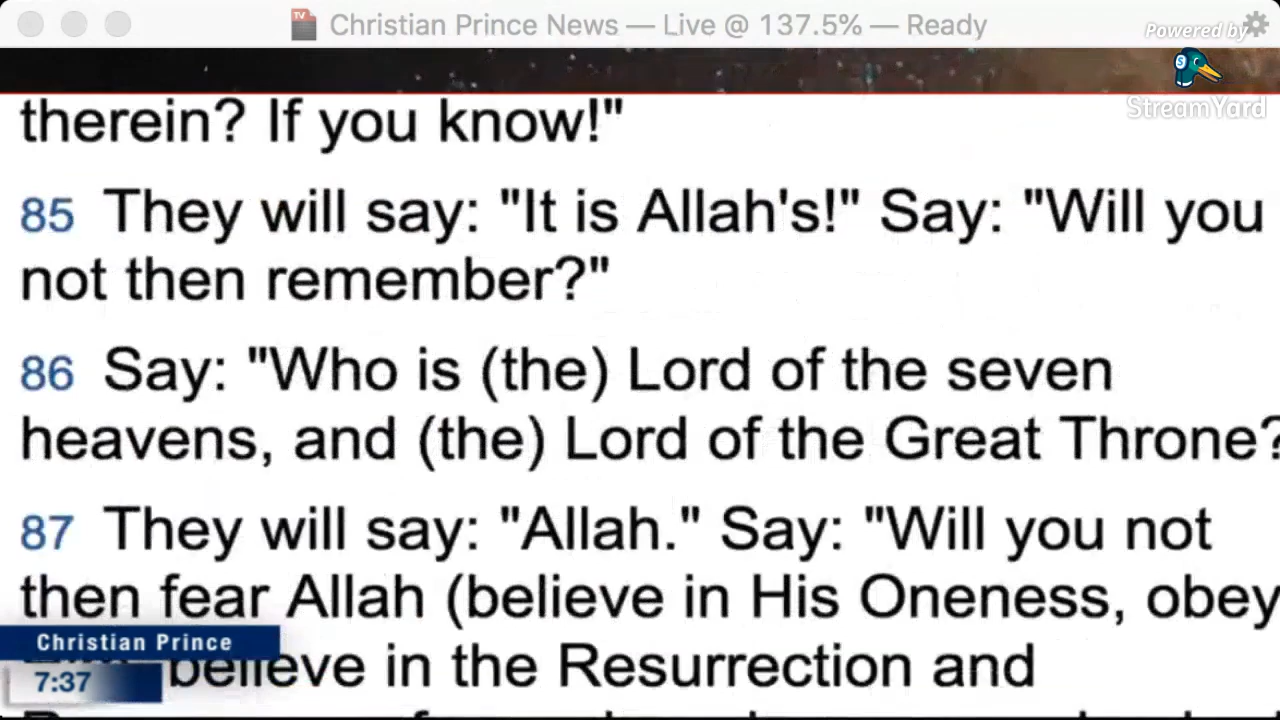 Christian Prince News — Live @ 137.5% — Ready
Powered by
StreamYard
therein? If you know!"
85 They will say: "It is Allah's!" Say: "Will you
not then remember?"
86 Say: "Who is (the) Lord of the seven
heavens, and (the) Lord of the Great Throne?
87 They will say: "Allah." Say: "Will you not
then fear Allah (believe in His Oneness, obey
Christian Prince
believe in the Resurrection and
7:37